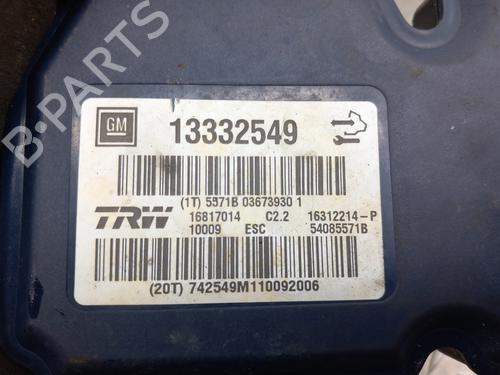 B-PARTS
GM 13332549
(1T) 5571B 03673930 1
TRW 16817014 C2.2 16312214-P
10009 ESC 54085571B
(20T) 742549M110092006